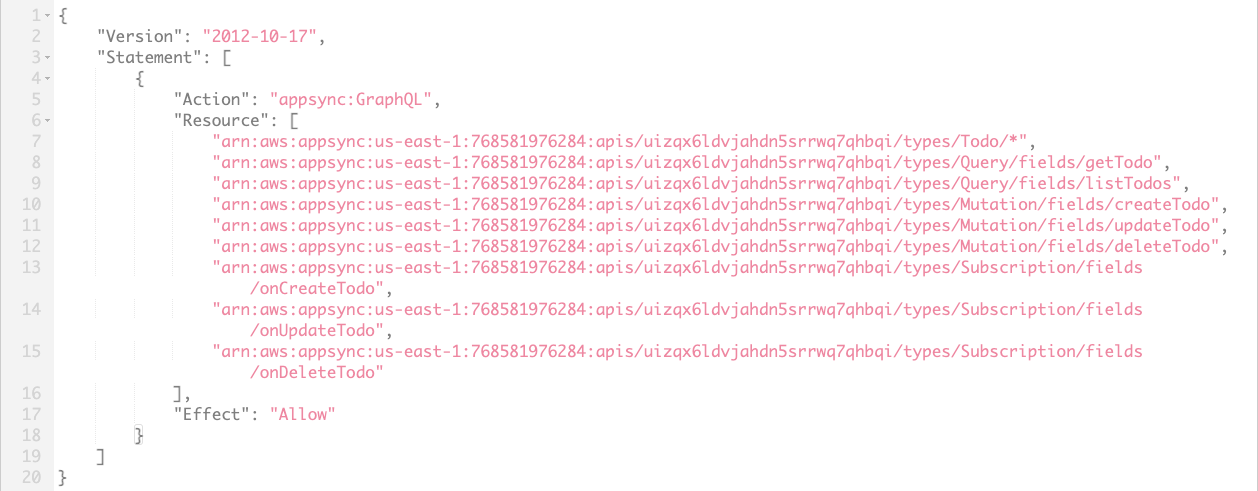 1 {
2 "Version": "2012-10-17",
3 "Statement": [
4 {
5 "Action": "appsync:GraphQL",
6 "Resource": [
7 "arn:aws:appsync:us-east-1:768581976284:apis/uizqx6ldvjahdn5srrwq7qhbqi/types/Todo/*",
8 "arn:aws:appsync:us-east-1:768581976284:apis/uizqx6ldvjahdn5srrwq7qhbqi/types/Query/fields/getTodo",
9 "arn:aws:appsync:us-east-1:768581976284:apis/uizqx6ldvjahdn5srrwq7qhbqi/types/Query/fields/listTodos",
10 "arn:aws:appsync:us-east-1:768581976284:apis/uizqx6ldvjahdn5srrwq7qhbqi/types/Mutation/fields/createTodo",
11 "arn:aws:appsync:us-east-1:768581976284:apis/uizqx6ldvjahdn5srrwq7qhbqi/types/Mutation/fields/updateTodo",
12 "arn:aws:appsync:us-east-1:768581976284:apis/uizqx6ldvjahdn5srrwq7qhbqi/types/Mutation/fields/deleteTodo",
13 "arn:aws:appsync:us-east-1:768581976284:apis/uizqx6ldvjahdn5srrwq7qhbqi/types/Subscription/fields
/onCreateTodo",
14 "arn:aws:appsync:us-east-1:768581976284:apis/uizqx6ldvjahdn5srrwq7qhbqi/types/Subscription/fields
/onUpdateTodo",
15 "arn:aws:appsync:us-east-1:768581976284:apis/uizqx6ldvjahdn5srrwq7qhbqi/types/Subscription/fields
/onDeleteTodo"
16 ],
17 "Effect": "Allow"
18 }
19 ]
20 }